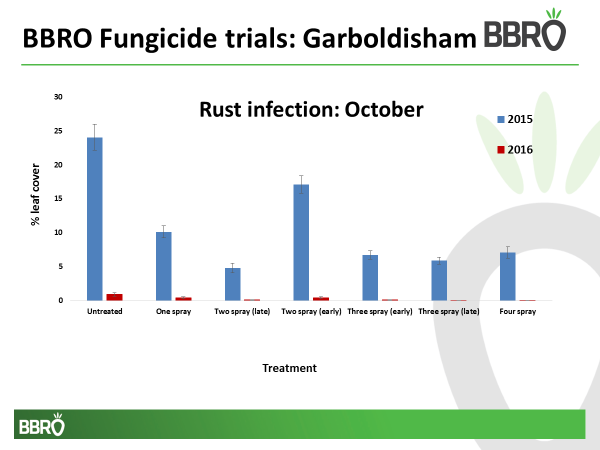 BBRO Fungicide trials: Garboldisham
BBRO
Rust infection: October
2015
2016
% leaf cover
30
25
20
15
10
5
0
Untreated
One spray
Two spray (late)
Two spray (early)
Three spray (early)
Three spray (late)
Four spray
Treatment
BBRO